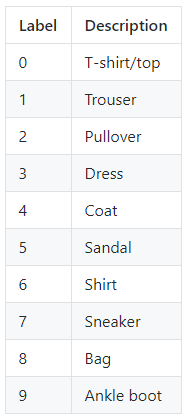 Label Description
0 T-shirt/top
1 Trouser
2 Pullover
3 Dress
4 Coat
5 Sandal
6 Shirt
7 Sneaker
8 Bag
9 Ankle boot